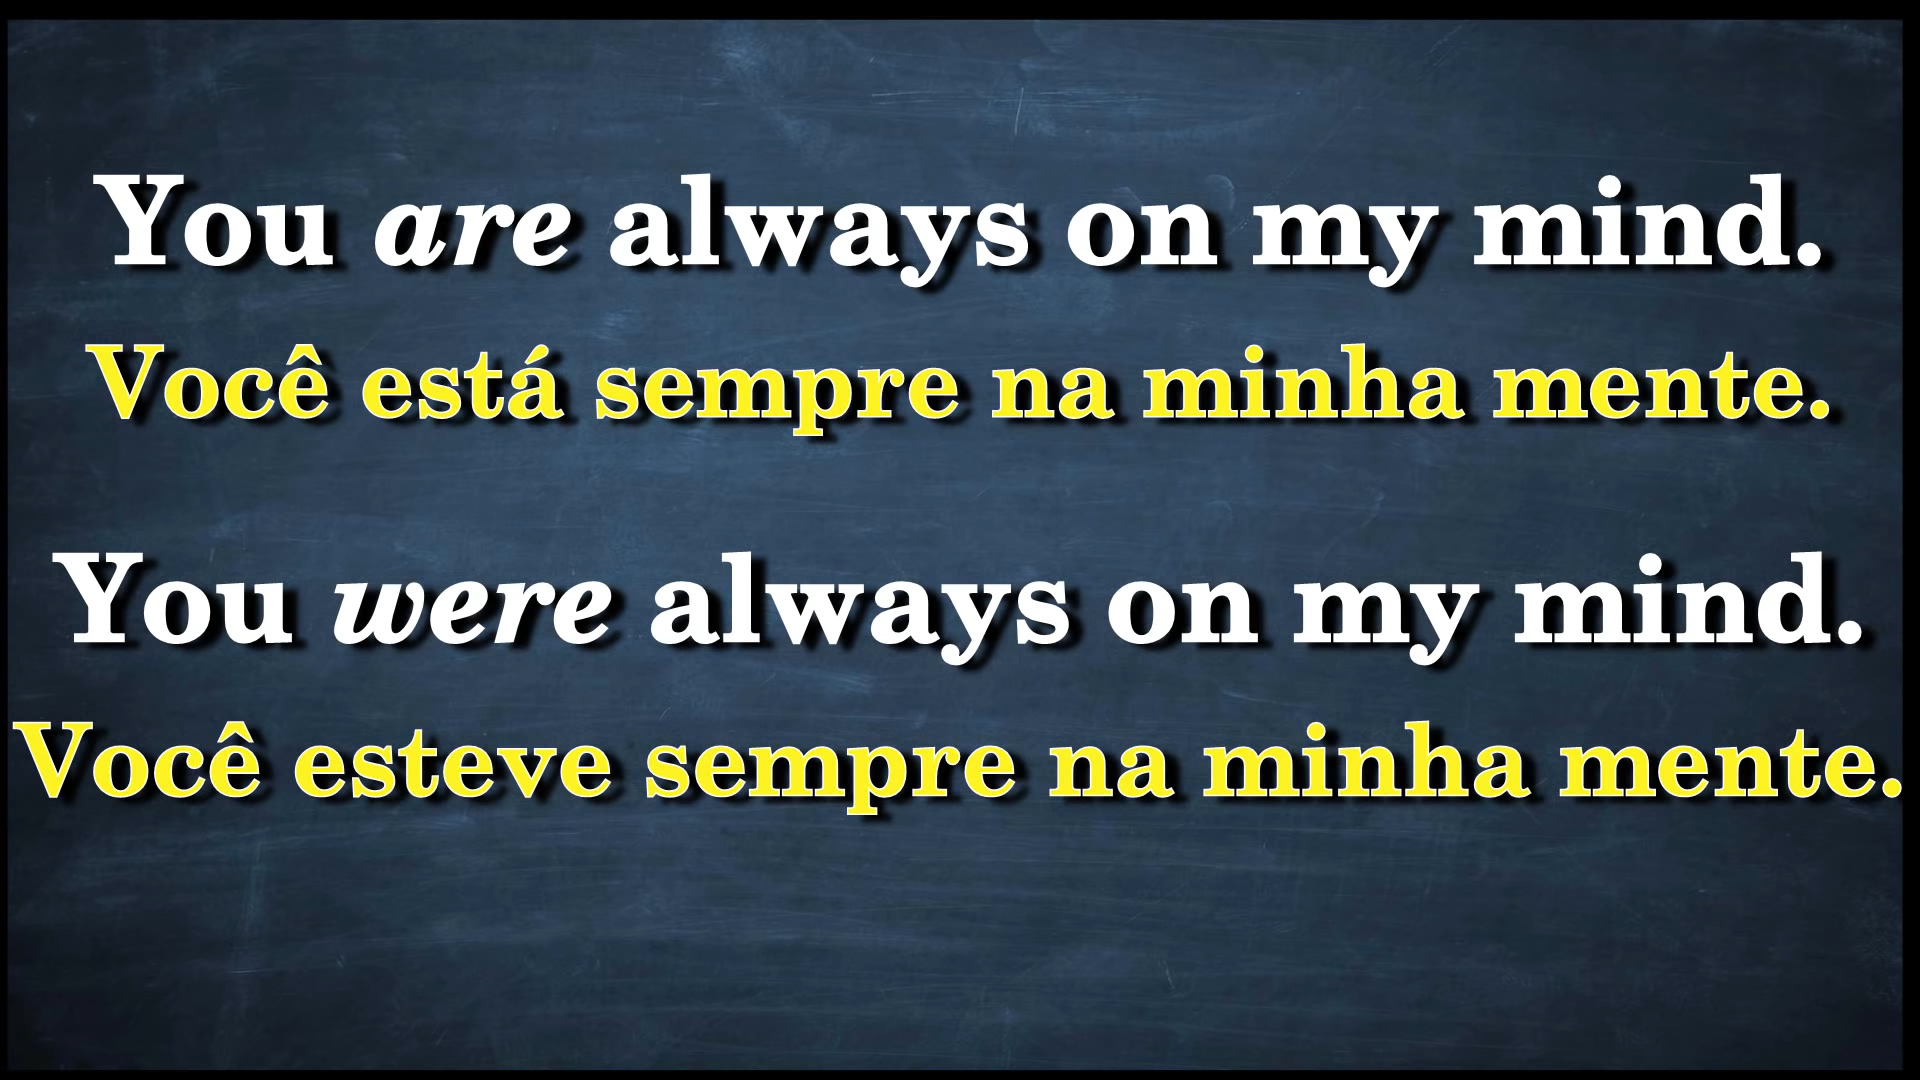 You are always on my mind.
Você está sempre na minha mente.
You were always on my mind.
Você esteve sempre na minha mente.